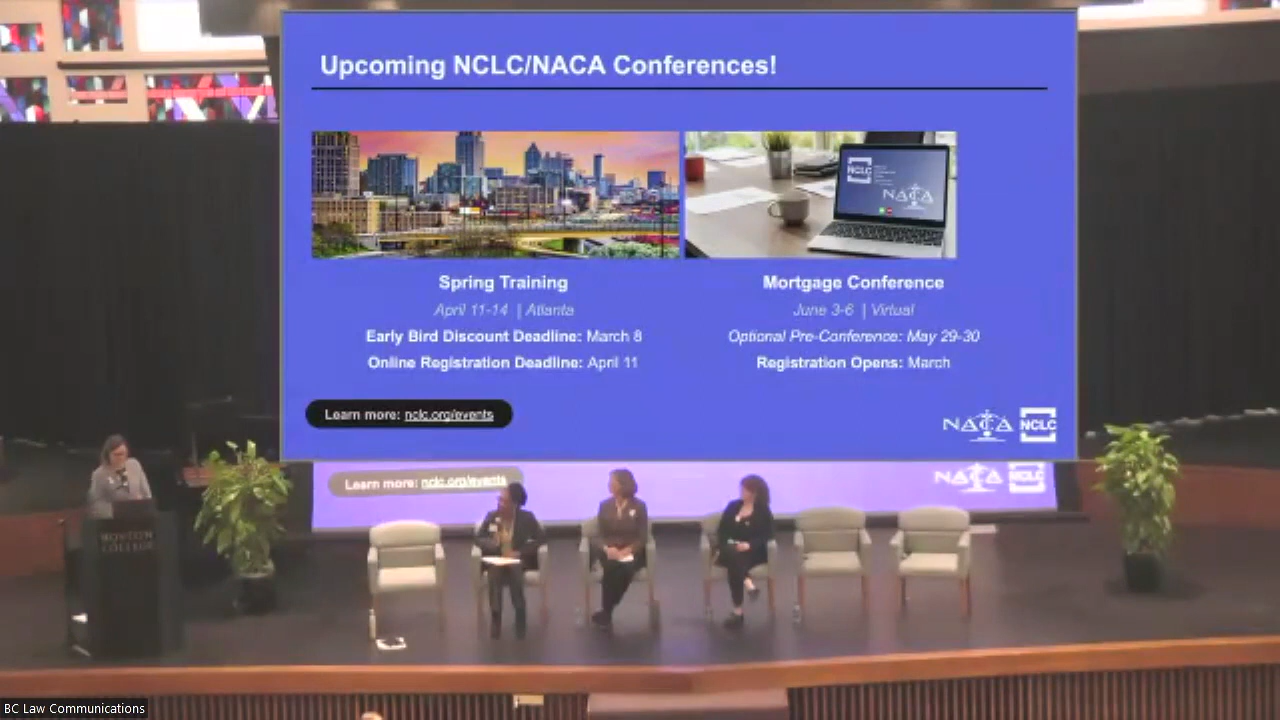 Upcoming NCLC/NACA Conferences!
NCLC
NACA
Spring Training
April 11-14 | Atlanta
Early Bird Discount Deadline: March 8
Online Registration Deadline: April 11
Mortgage Conference
June 3-6 | Virtual
Optional Pre-Conference: May 29-30
Registration Opens: March
Learn more: nclc.org/events
NACA NCLC
Learn more: nclc.org/events
NACA NCLC
BOSTON
COLLEGE
BC Law Communications